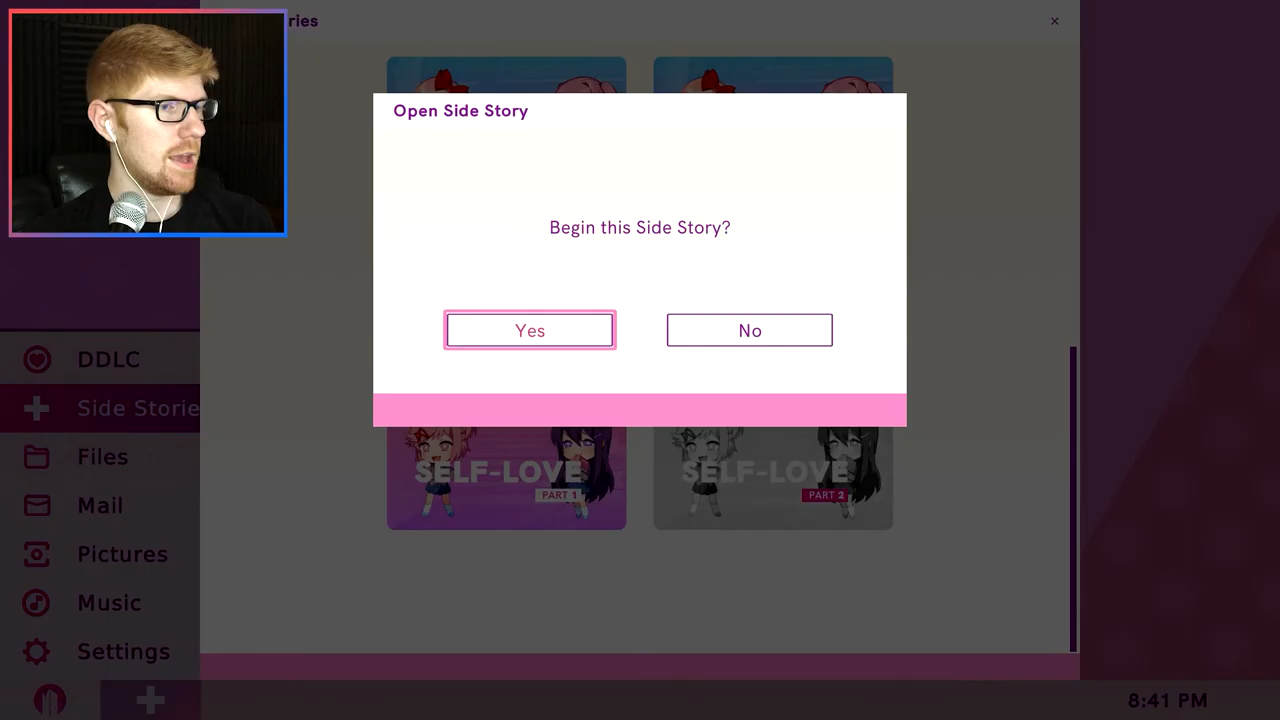 ries
×
Open Side Story
Begin this Side Story?
Yes
No
DDLC
Side Storie
Files
Mail
Pictures
Music
Settings
SELF-LOVE
PART 1
SELF-LOVE
PART 2
8:41 PM